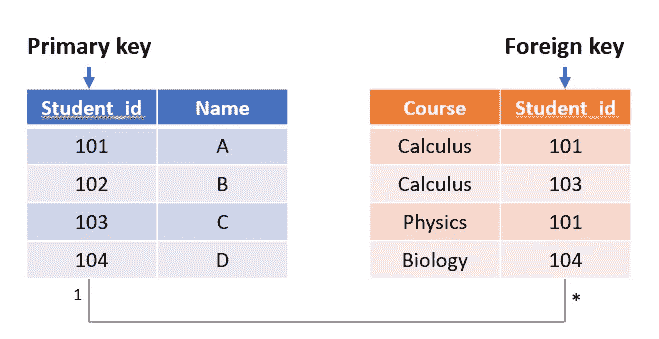 Primary key
Foreign key
Student_id Name
Course Student_id
101 A
Calculus 101
102 B
Calculus 103
103 C
Physics 101
104 D
Biology 104
1
*